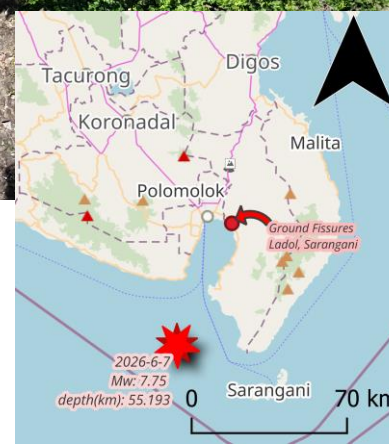 Digos
Tacurong
Koronadal
Malita
Polomolok
Ground Fissures
Ladol, Sarangani
2026-6-7
Mw: 7.75
depth(km): 55.193
Sarangani
0 70 km